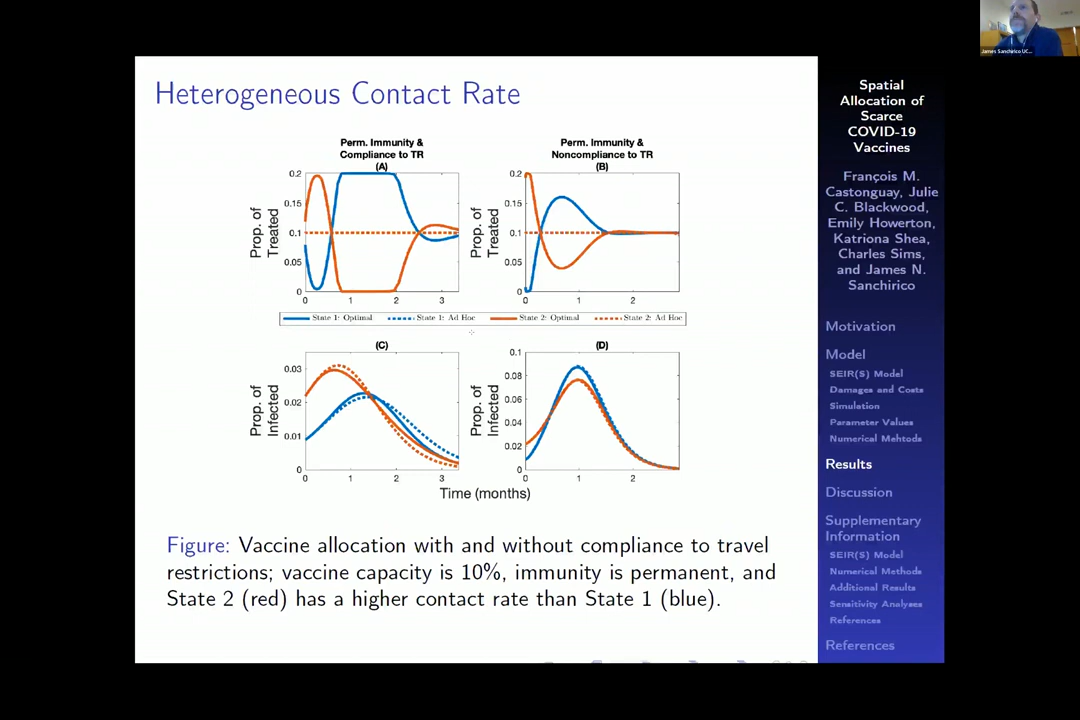 James Sanchirico UC...
Heterogeneous Contact Rate
Perm. Immunity &
Compliance to TR
(A)
Perm. Immunity &
Noncompliance to TR
(B)
Prop. of
Treated
0.2
0.15
0.1
0.05
0
0 1 2 3
Prop. of
Treated
0.2
0.15
0.1
0.05
0
0 1 2
State 1: Optimal State 1: Ad Hoc State 2: Optimal State 2: Ad Hoc
(C)
(D)
Prop. of
Infected
0.03
0.02
0.01
0
0 1 2 3
Prop. of
Infected
0.1
0.08
0.06
0.04
0.02
0
0 1 2
Time (months)
Figure: Vaccine allocation with and without compliance to travel
restrictions; vaccine capacity is 10%, immunity is permanent, and
State 2 (red) has a higher contact rate than State 1 (blue).
Spatial
Allocation of
Scarce
COVID-19
Vaccines
François M.
Castonguay, Julie
C. Blackwood,
Emily Howerton,
Katriona Shea,
Charles Sims,
and James N.
Sanchirico
Motivation
Model
SEIR(S) Model
Damages and Costs
Simulation
Parameter Values
Numerical Mehtods
Results
Discussion
Supplementary
Information
SEIR(S) Model
Numerical Methods
Additional Results
Sensitivity Analyses
References
References